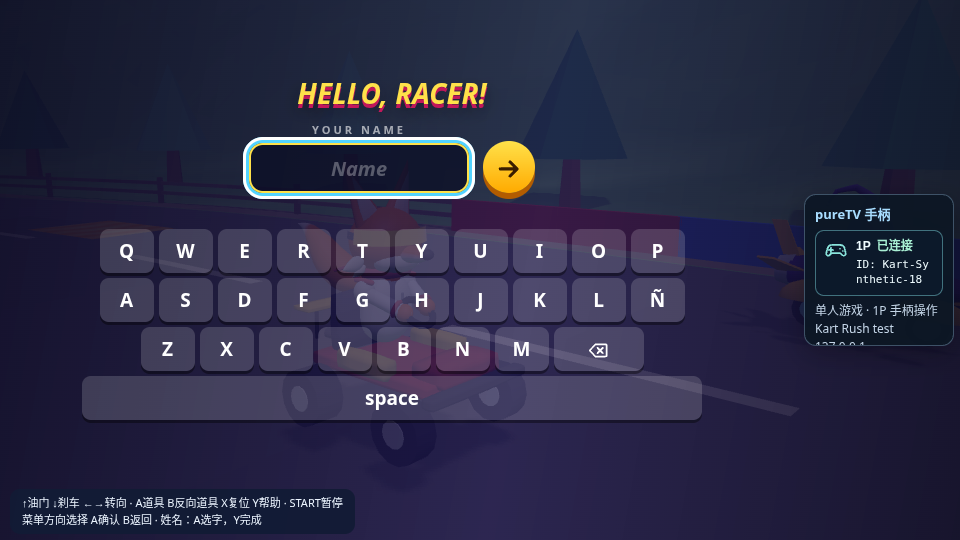 HELLO, RACER!
YOUR NAME
Name
Q W E R T Y U I O P
A S D F G H J K L Ñ
Z X C V B N M
space
pureTV 手柄
1P 已连接
ID: Kart-Sy
nthetic-18
单人游戏 · 1P 手柄操作
Kart Rush test
↑油门 ↓刹车 ←→转向 · A道具 B反向道具 X复位 Y帮助 · START暂停
菜单方向选择 A确认 B返回 · 姓名：A选字，Y完成